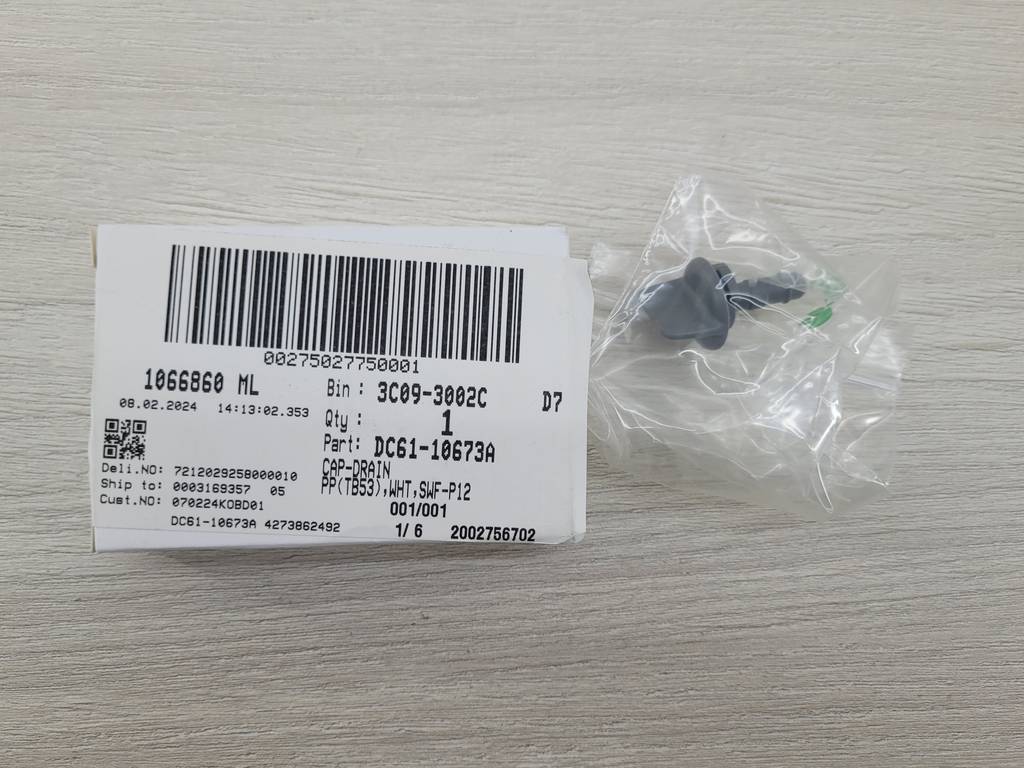 00275027750001
1066860 ML
Bin : 3C09-3002C D7
08.02.2024 14:13:02.353
Qty : 1
Part: DC61-10673A
Deli.NO: 7212029258000010
CAP-DRAIN
Ship to: 0003169357 05
PP(TB53),WHT,SWF-P12
Cust.NO: 070224KOBD01
001/001
DC61-10673A 4273862492
1/ 6 2002756702